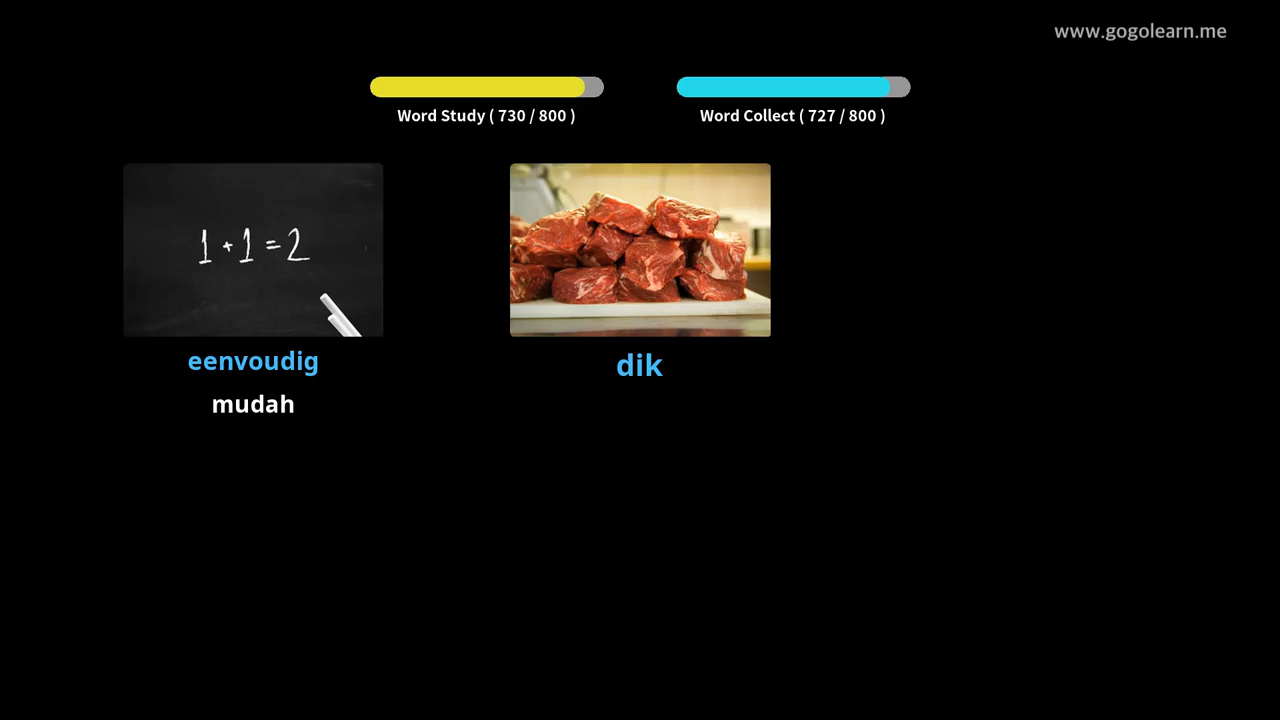 www.gogolearn.me
Word Study ( 730 / 800 )
Word Collect ( 727 / 800 )
1 + 1 = 2
eenvoudig
mudah
dik